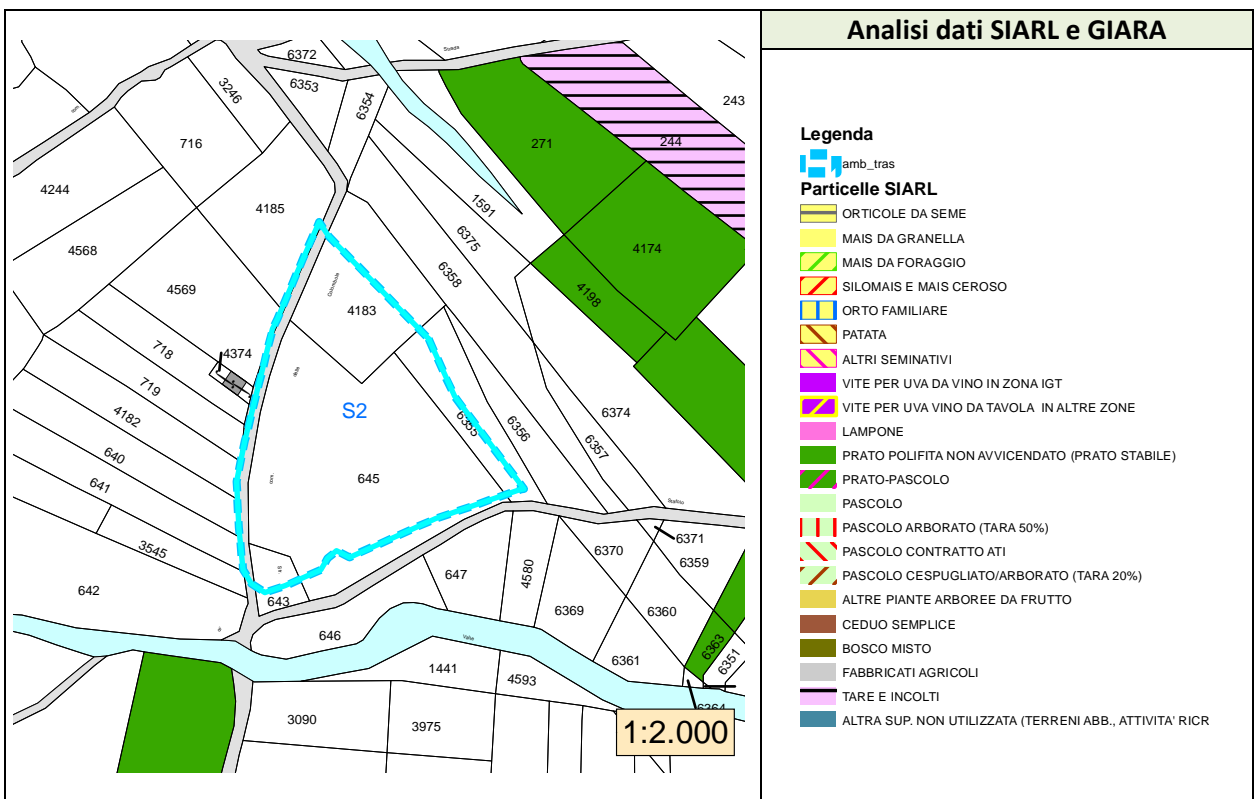 Analisi dati SIARL e GIARA
Legenda
amb_tras
Particelle SIARL
ORTICOLE DA SEME
MAIS DA GRANELLA
MAIS DA FORAGGIO
SILOMAIS E MAIS CEROSO
ORTO FAMILIARE
PATATA
ALTRI SEMINATIVI
VITE PER UVA DA VINO IN ZONA IGT
VITE PER UVA VINO DA TAVOLA IN ALTRE ZONE
LAMPONE
PRATO POLIFITA NON AVVICENDATO (PRATO STABILE)
PRATO-PASCOLO
PASCOLO
PASCOLO ARBORATO (TARA 50%)
PASCOLO CONTRATTO ATI
PASCOLO CESPUGLIATO/ARBORATO (TARA 20%)
ALTRE PIANTE ARBOREE DA FRUTTO
CEDUO SEMPLICE
BOSCO MISTO
FABBRICATI AGRICOLI
TARE E INCOLTI
ALTRA SUP. NON UTILIZZATA (TERRENI ABB., ATTIVITA' RICR
6372
Strada
6353
3246
6354
243
716
271
244
4244
1591
4185
6375
4568
4174
6358
4569
4198
4183
718
4374
719
della
S2
4182
6355
6356
6374
640
6357
645
641
com.
3545
6370
6371
6359
642
647
4580
643
6369
6360
646
Valle
6363
6351
1441
6361
4593
6364
3090
3975
1:2.000